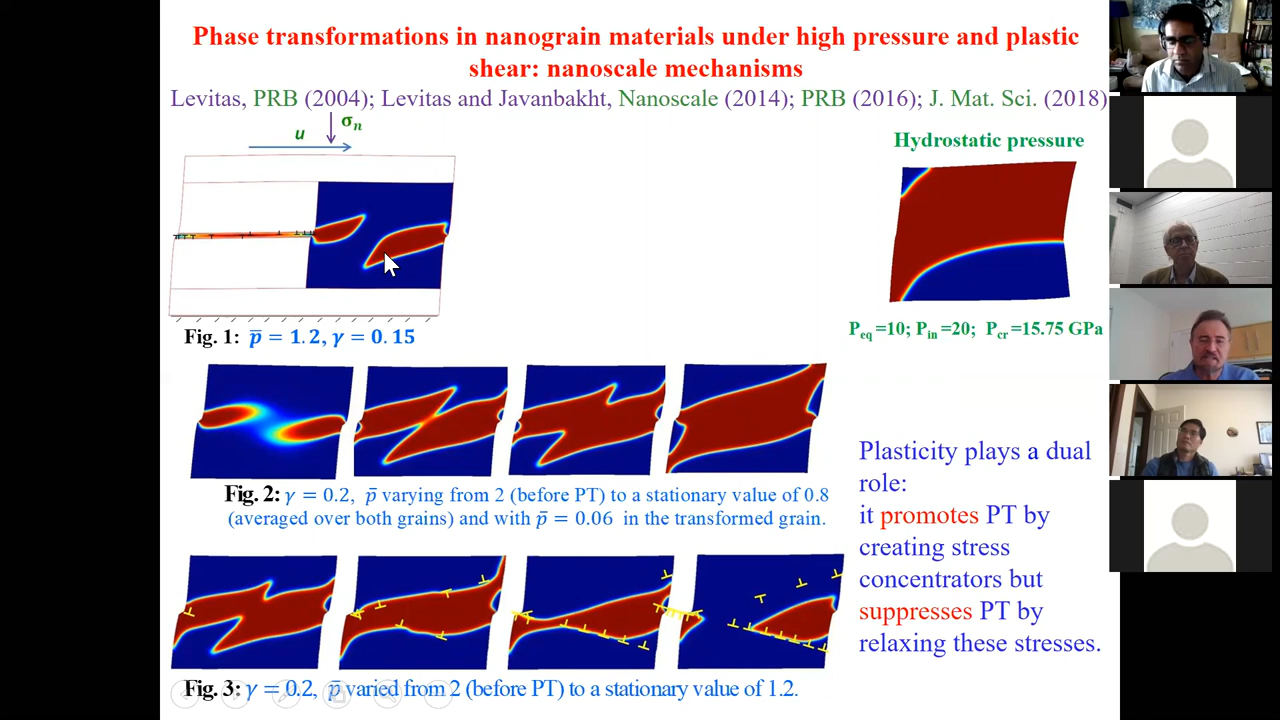 Phase transformations in nanograin materials under high pressure and plastic
shear: nanoscale mechanisms
Levitas, PRB (2004); Levitas and Javanbakht, Nanoscale (2014); PRB (2016); J. Mat. Sci. (2018)
u
σn
Hydrostatic pressure
Fig. 1: p̅ = 1.2, γ = 0.15
Peq =10; Pin =20; Pcr =15.75 GPa
Fig. 2: γ = 0.2, p̅ varying from 2 (before PT) to a stationary value of 0.8
(averaged over both grains) and with p̅ = 0.06 in the transformed grain.
Plasticity plays a dual
role:
it promotes PT by
creating stress
concentrators but
suppresses PT by
relaxing these stresses.
Fig. 3: γ = 0.2, p̅ varied from 2 (before PT) to a stationary value of 1.2.